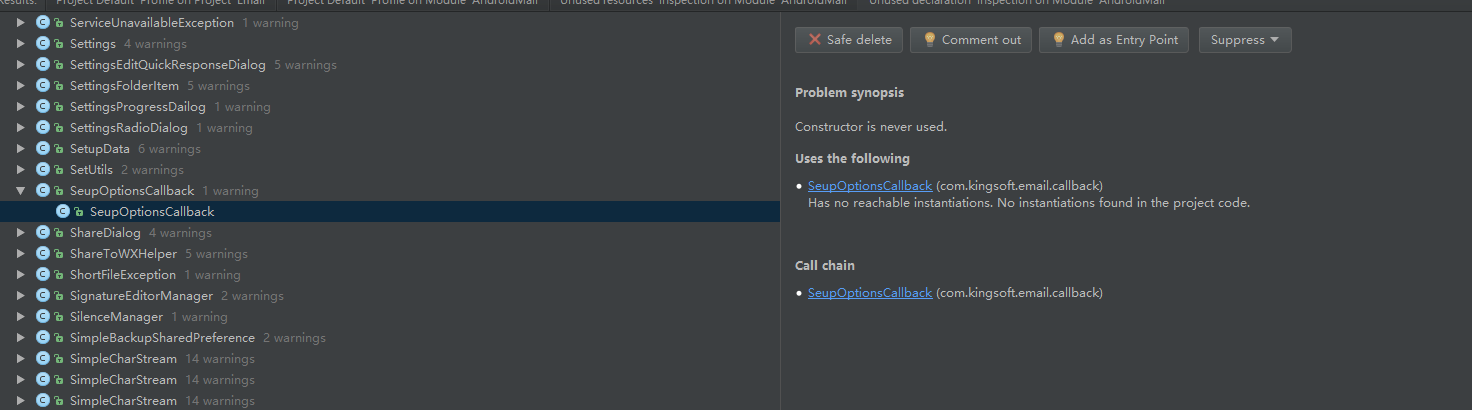 Results: Project Default' Profile on Project 'Email' Project Default' Profile on Module 'AndroidMail' Unused resources' inspection on Module 'AndroidMail' Unused declaration' inspection on Module 'AndroidMail'
ServiceUnavailableException 1 warning
Settings 4 warnings
SettingsEditQuickResponseDialog 5 warnings
SettingsFolderItem 5 warnings
SettingsProgressDailog 1 warning
SettingsRadioDialog 1 warning
SetupData 6 warnings
SetUtils 2 warnings
SeupOptionsCallback 1 warning
SeupOptionsCallback
ShareDialog 4 warnings
ShareToWXHelper 5 warnings
ShortFileException 1 warning
SignatureEditorManager 2 warnings
SilenceManager 1 warning
SimpleBackupSharedPreference 2 warnings
SimpleCharStream 14 warnings
SimpleCharStream 14 warnings
SimpleCharStream 14 warnings
Safe delete Comment out Add as Entry Point Suppress
Problem synopsis
Constructor is never used.
Uses the following
SeupOptionsCallback (com.kingsoft.email.callback)
Has no reachable instantiations. No instantiations found in the project code.
Call chain
SeupOptionsCallback (com.kingsoft.email.callback)